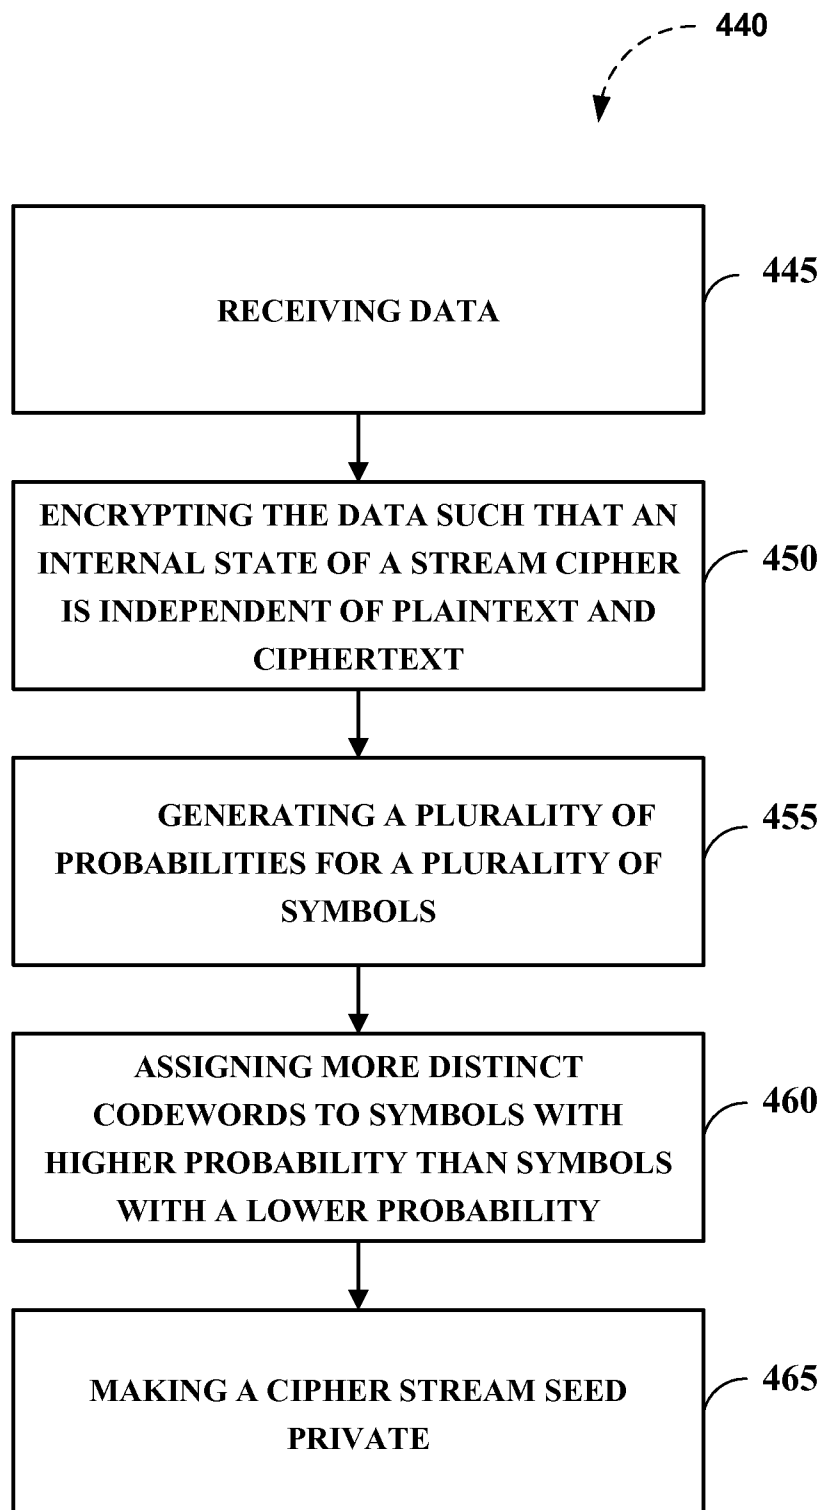 440
RECEIVING DATA
445
ENCRYPTING THE DATA SUCH THAT AN
INTERNAL STATE OF A STREAM CIPHER
IS INDEPENDENT OF PLAINTEXT AND
CIPHERTEXT
450
GENERATING A PLURALITY OF
PROBABILITIES FOR A PLURALITY OF
SYMBOLS
455
ASSIGNING MORE DISTINCT
CODEWORDS TO SYMBOLS WITH
HIGHER PROBABILITY THAN SYMBOLS
WITH A LOWER PROBABILITY
460
MAKING A CIPHER STREAM SEED
PRIVATE
465